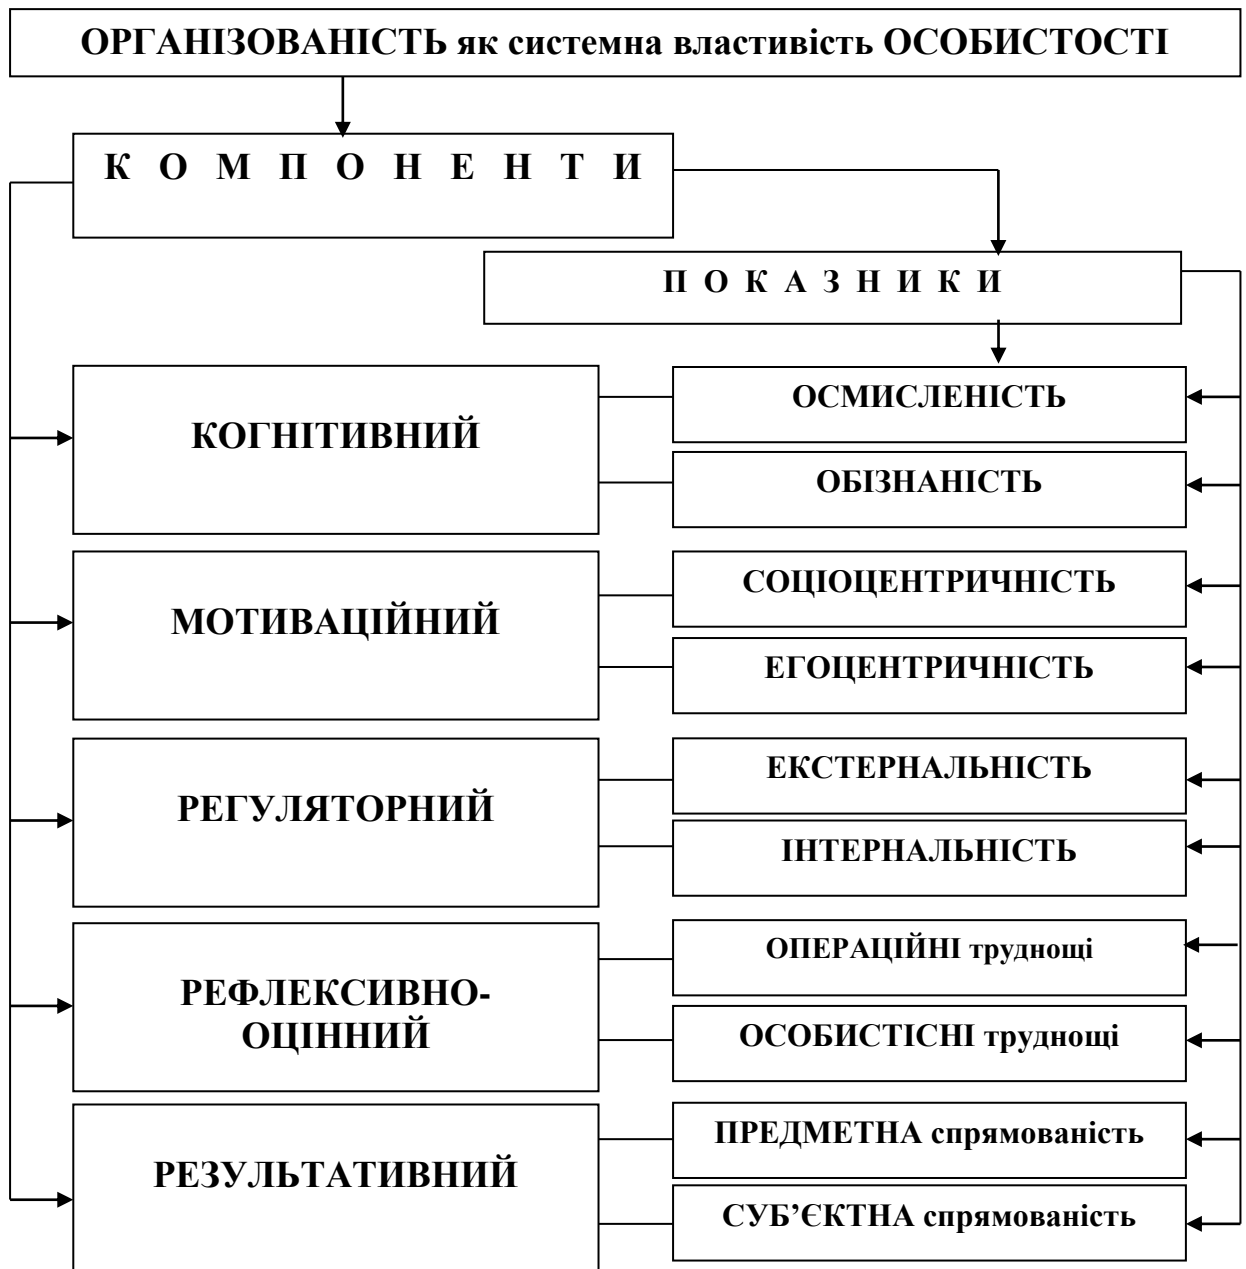 ОРГАНІЗОВАНІСТЬ як системна властивість ОСОБИСТОСТІ
К О М П О Н Е Н Т И
П О К А З Н И К И
КОГНІТИВНИЙ
ОСМИСЛЕНІСТЬ
ОБІЗНАНІСТЬ
МОТИВАЦІЙНИЙ
СОЦІОЦЕНТРИЧНІСТЬ
ЕГОЦЕНТРИЧНІСТЬ
РЕГУЛЯТОРНИЙ
ЕКСТЕРНАЛЬНІСТЬ
ІНТЕРНАЛЬНІСТЬ
РЕФЛЕКСИВНО-
ОЦІННИЙ
ОПЕРАЦІЙНІ труднощі
ОСОБИСТІСНІ труднощі
РЕЗУЛЬТАТИВНИЙ
ПРЕДМЕТНА спрямованість
СУБ’ЄКТНА спрямованість